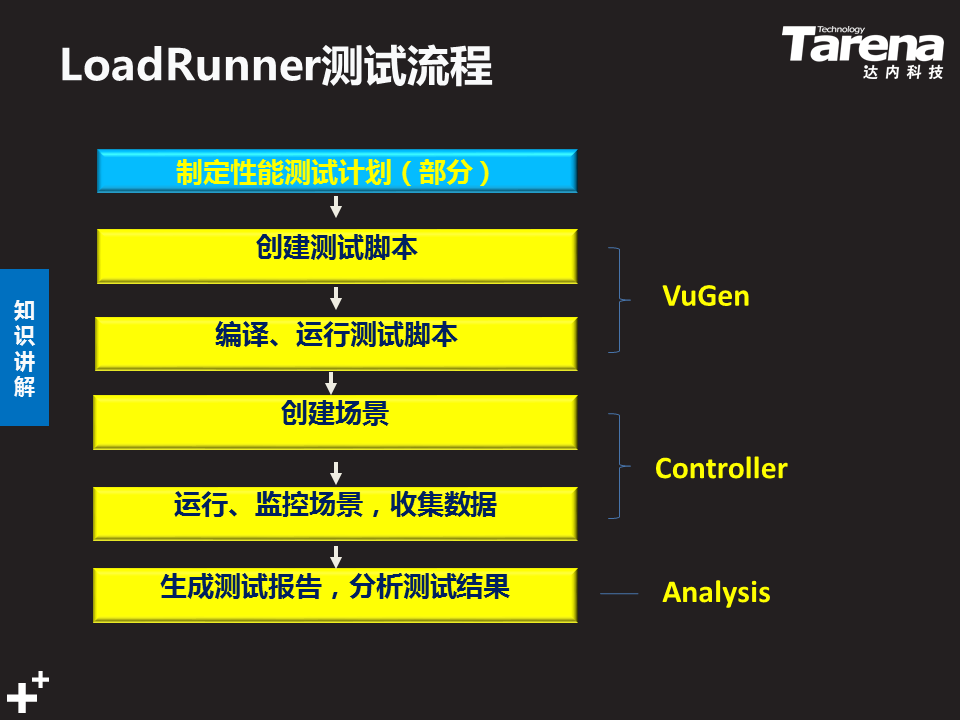 LoadRunner测试流程
Technology
Tarena
达内科技
制定性能测试计划（部分）
创建测试脚本
编译、运行测试脚本
VuGen
知识讲解
创建场景
运行、监控场景，收集数据
Controller
生成测试报告，分析测试结果
Analysis